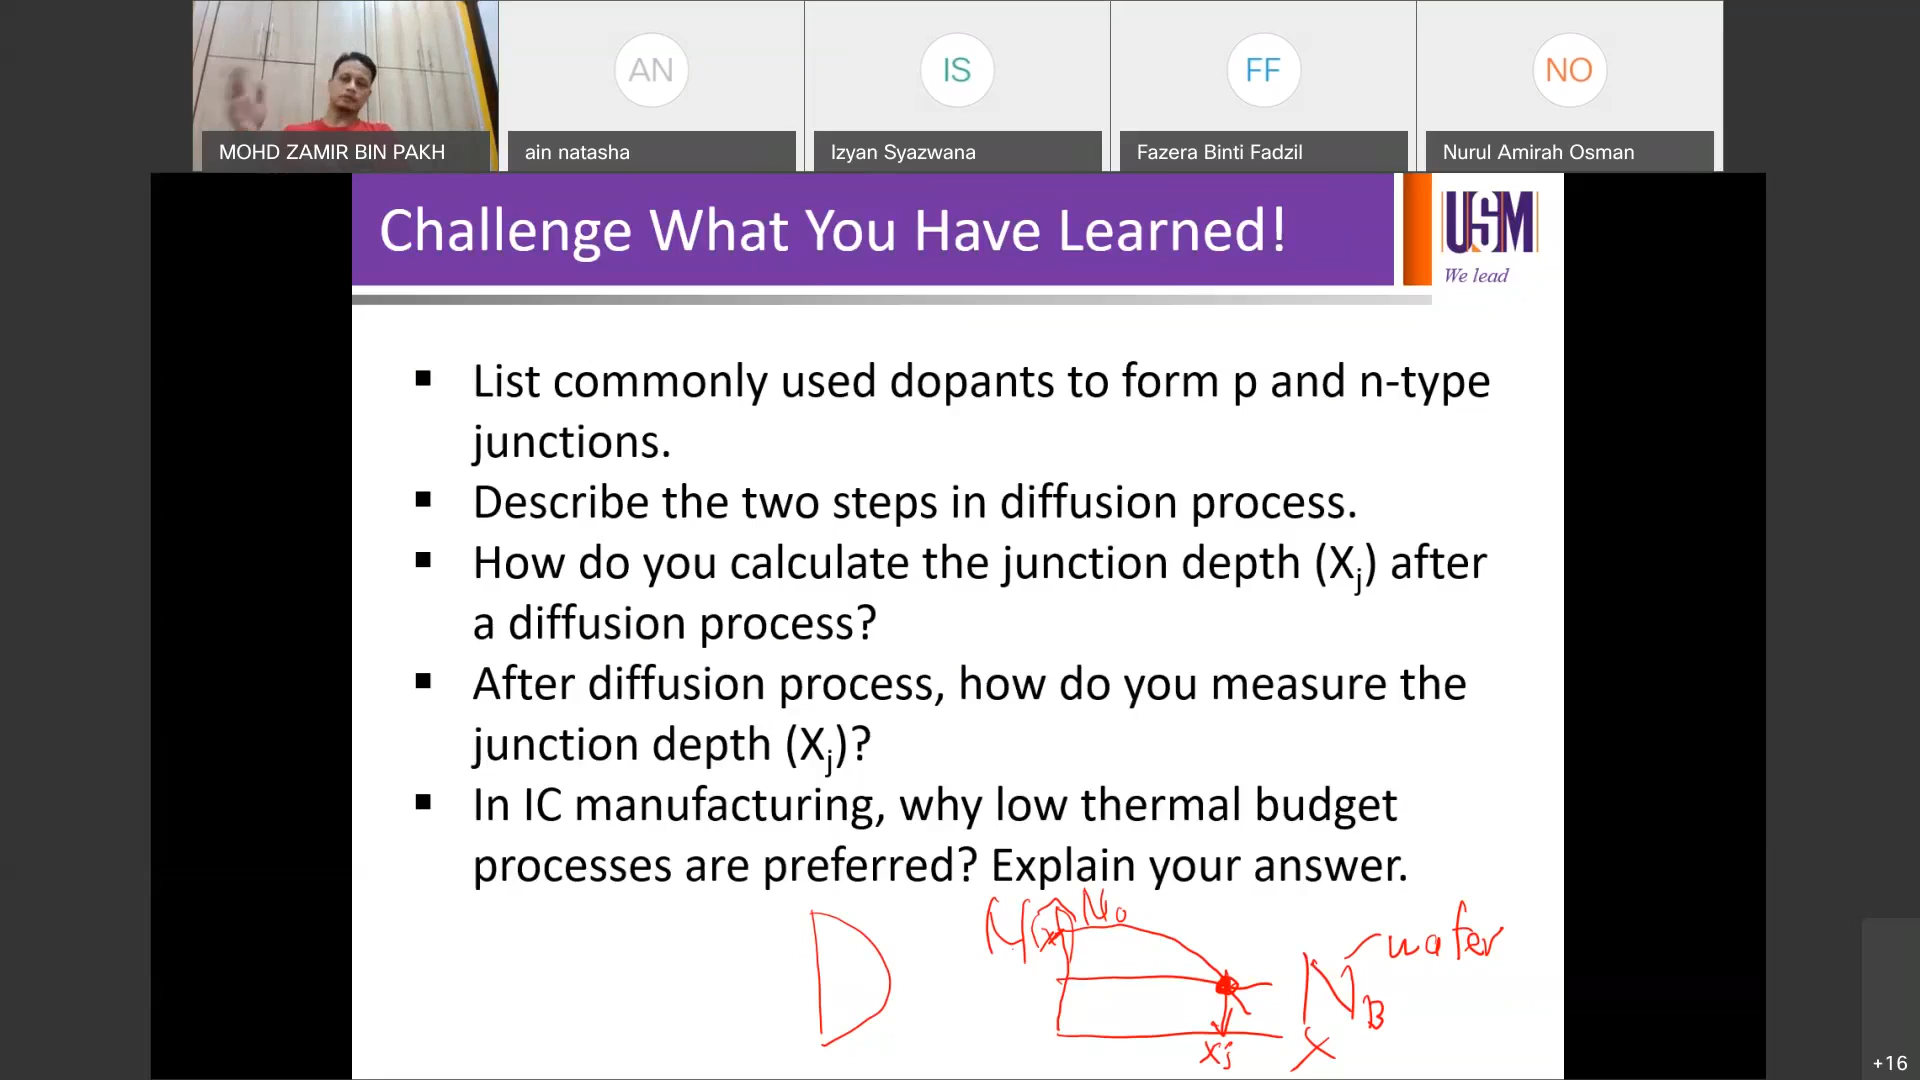 AN
IS
FF
NO
MOHD ZAMIR BIN PAKH
ain natasha
Izyan Syazwana
Fazera Binti Fadzil
Nurul Amirah Osman
Challenge What You Have Learned!
USM
We lead
▪ List commonly used dopants to form p and n-type
junctions.
▪ Describe the two steps in diffusion process.
▪ How do you calculate the junction depth (Xj) after
a diffusion process?
▪ After diffusion process, how do you measure the
junction depth (Xj)?
▪ In IC manufacturing, why low thermal budget
processes are preferred? Explain your answer.
D
N(x)
No
wafer
NB
xj
x
+16